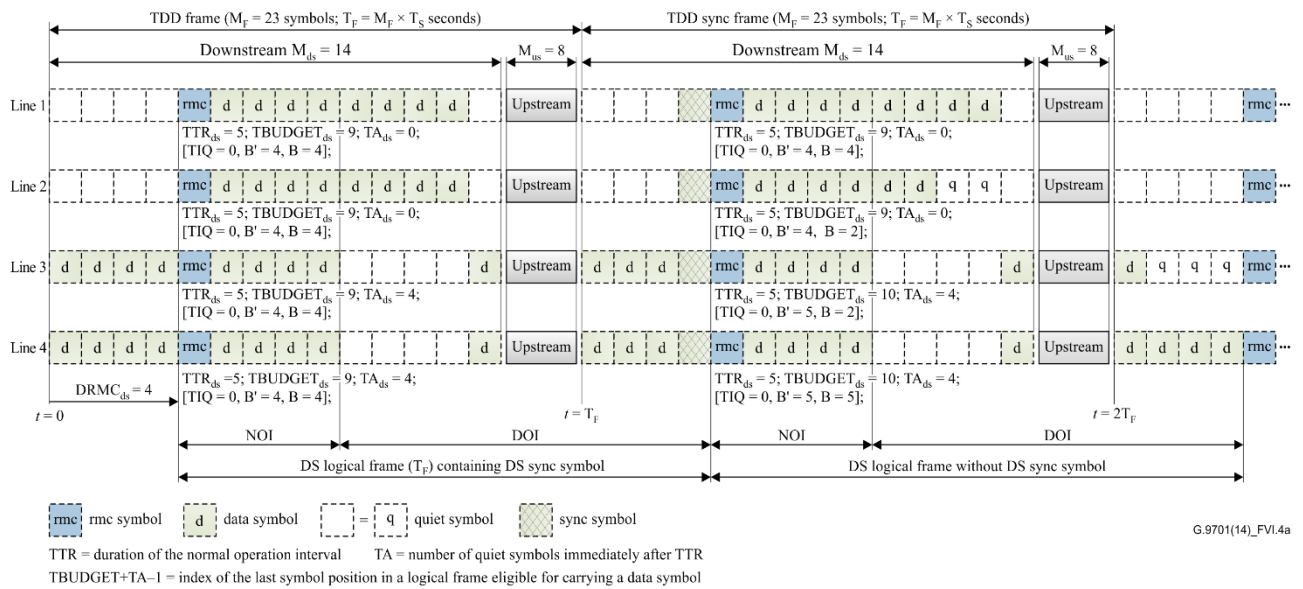 TDD frame (M_F = 23 symbols; T_F = M_F × T_S seconds) TDD sync frame (M_F = 23 symbols; T_F = M_F × T_S seconds)
Downstream M_ds = 14 M_us = 8 Downstream M_ds = 14 M_us = 8
Line 1 rmc d d d d d d d d Upstream rmc d d d d d d d d Upstream rmc ...
TTR_ds = 5; TBUDGET_ds = 9; TA_ds = 0; TTR_ds = 5; TBUDGET_ds = 9; TA_ds = 0;
[TIQ = 0, B' = 4, B = 4]; [TIQ = 0, B' = 4, B = 4];
Line 2 rmc d d d d d d d d Upstream rmc d d d d d d q q Upstream rmc ...
TTR_ds = 5; TBUDGET_ds = 9; TA_ds = 0; TTR_ds = 5; TBUDGET_ds = 9; TA_ds = 0;
[TIQ = 0, B' = 4, B = 4]; [TIQ = 0, B' = 4, B = 2];
Line 3 d d d d rmc d d d d d Upstream d d d rmc d d d d d Upstream d q q q rmc ...
TTR_ds = 5; TBUDGET_ds = 9; TA_ds = 4; TTR_ds = 5; TBUDGET_ds = 10; TA_ds = 4;
[TIQ = 0, B' = 4, B = 4]; [TIQ = 0, B' = 5, B = 2];
Line 4 d d d d rmc d d d d d Upstream d d d rmc d d d d d Upstream d d d d rmc ...
TTR_ds =5; TBUDGET_ds = 9; TA_ds = 4; TTR_ds = 5; TBUDGET_ds = 10; TA_ds = 4;
[TIQ = 0, B' = 4, B = 4]; [TIQ = 0, B' = 5, B = 5];
DRMC_ds = 4
t = 0 t = T_F t = 2T_F
NOI DOI NOI DOI
DS logical frame (T_F) containing DS sync symbol DS logical frame without DS sync symbol
rmc rmc symbol d data symbol = q quiet symbol sync symbol
G.9701(14)_FVI.4a
TTR = duration of the normal operation interval TA = number of quiet symbols immediately after TTR
TBUDGET+TA–1 = index of the last symbol position in a logical frame eligible for carrying a data symbol